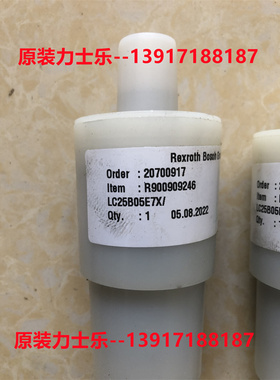 原装力士乐--13917188187
Rexroth Bosch
Order : 20700917
Item : R900909246
LC25B05E7X/
Qty. : 1 05.08.2022
LC25B05
原装力士乐--13917188187